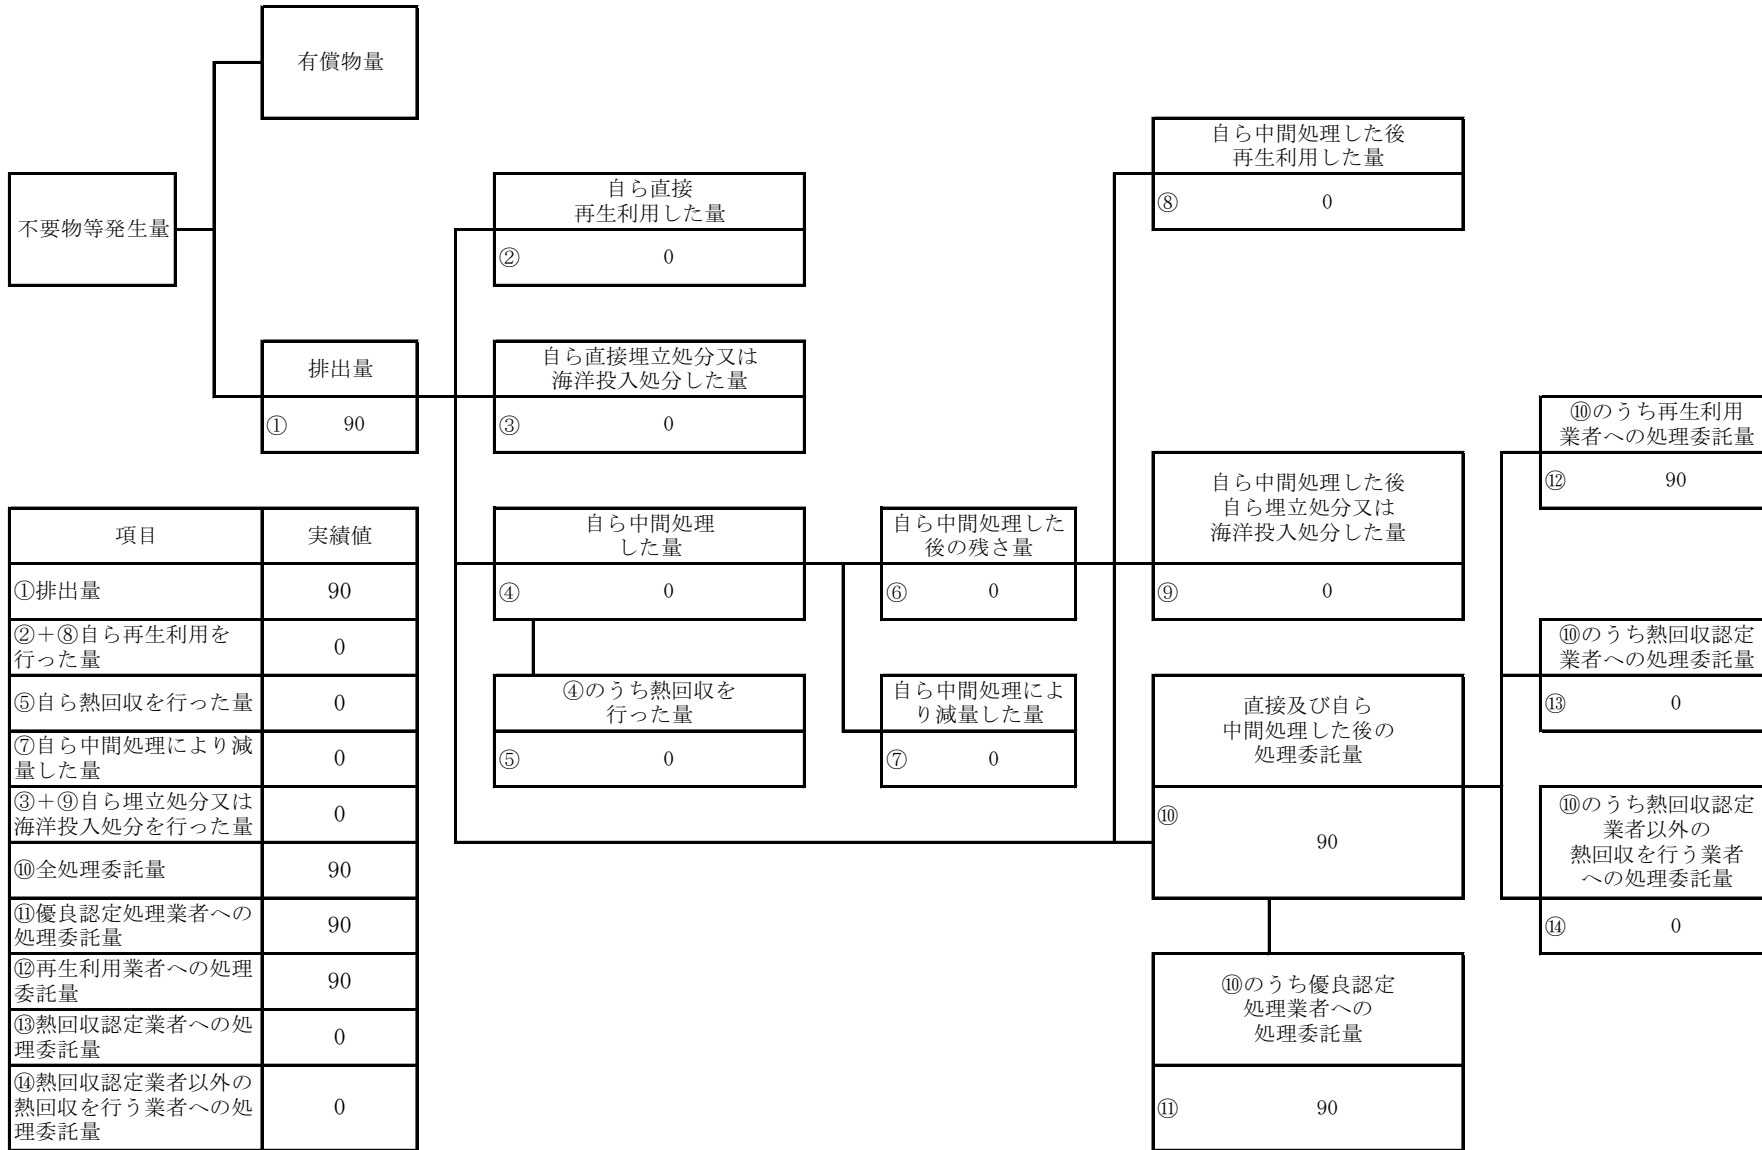 有償物量
不要物等発生量
排出量
① 90
自ら直接
再生利用した量
② 0
自ら直接埋立処分又は
海洋投入処分した量
③ 0
自ら中間処理
した量
④ 0
④のうち熱回収を
行った量
⑤ 0
自ら中間処理した
後の残さ量
⑥ 0
自ら中間処理によ
り減量した量
⑦ 0
自ら中間処理した後
再生利用した量
⑧ 0
自ら中間処理した後
自ら埋立処分又は
海洋投入処分した量
⑨ 0
直接及び自ら
中間処理した後の
処理委託量
⑩
90
⑩のうち優良認定
処理業者への
処理委託量
⑪ 90
⑩のうち再生利用
業者への処理委託量
⑫ 90
⑩のうち熱回収認定
業者への処理委託量
⑬ 0
⑩のうち熱回収認定
業者以外の
熱回収を行う業者
への処理委託量
⑭ 0
項目 実績値
①排出量 90
②+⑧自ら再生利用を
行った量 0
⑤自ら熱回収を行った量 0
⑦自ら中間処理により減
量した量 0
③+⑨自ら埋立処分又は
海洋投入処分を行った量 0
⑩全処理委託量 90
⑪優良認定処理業者への
処理委託量 90
⑫再生利用業者への処理
委託量 90
⑬熱回収認定業者への処
理委託量 0
⑭熱回収認定業者以外の
熱回収を行う業者への処
理委託量 0